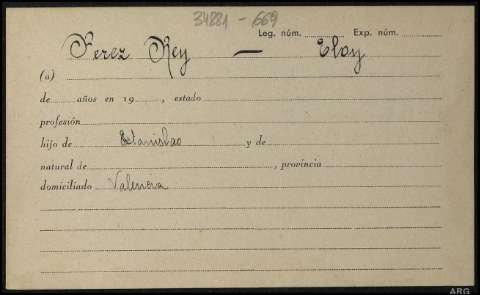 34881-669
Leg. núm. Exp. núm.
Perez Rey — Eloy
(a)
de años en 19 , estado
profesión
hijo de Estanislao y de
natural de , provincia
domiciliado Valencia
ARG